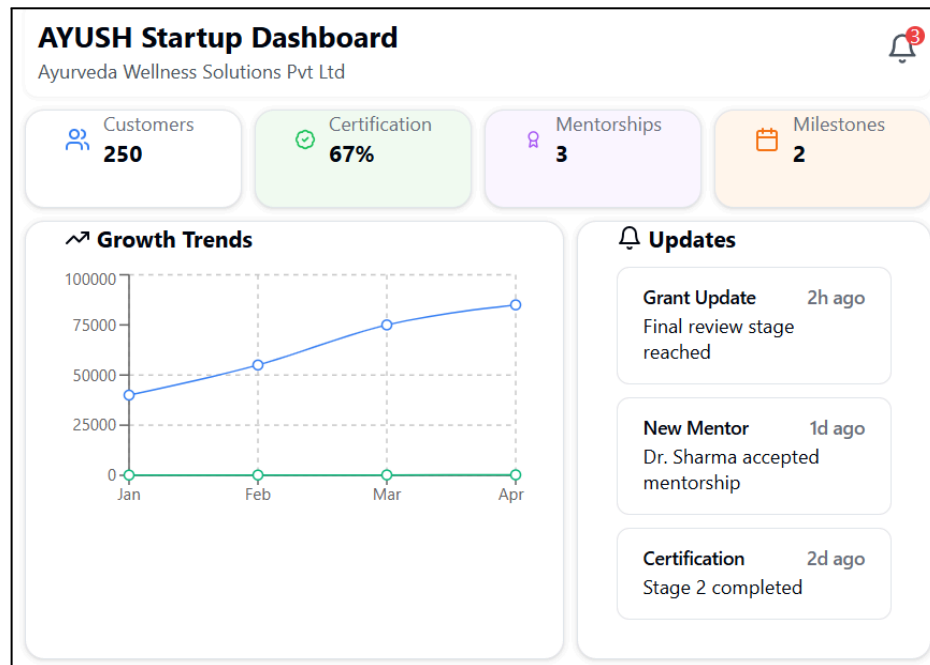 AYUSH Startup Dashboard
3
Ayurveda Wellness Solutions Pvt Ltd
Customers
250
Certification
67%
Mentorships
3
Milestones
2
Growth Trends
100000
75000
50000
25000
0
Jan Feb Mar Apr
Updates
Grant Update 2h ago
Final review stage
reached
New Mentor 1d ago
Dr. Sharma accepted
mentorship
Certification 2d ago
Stage 2 completed